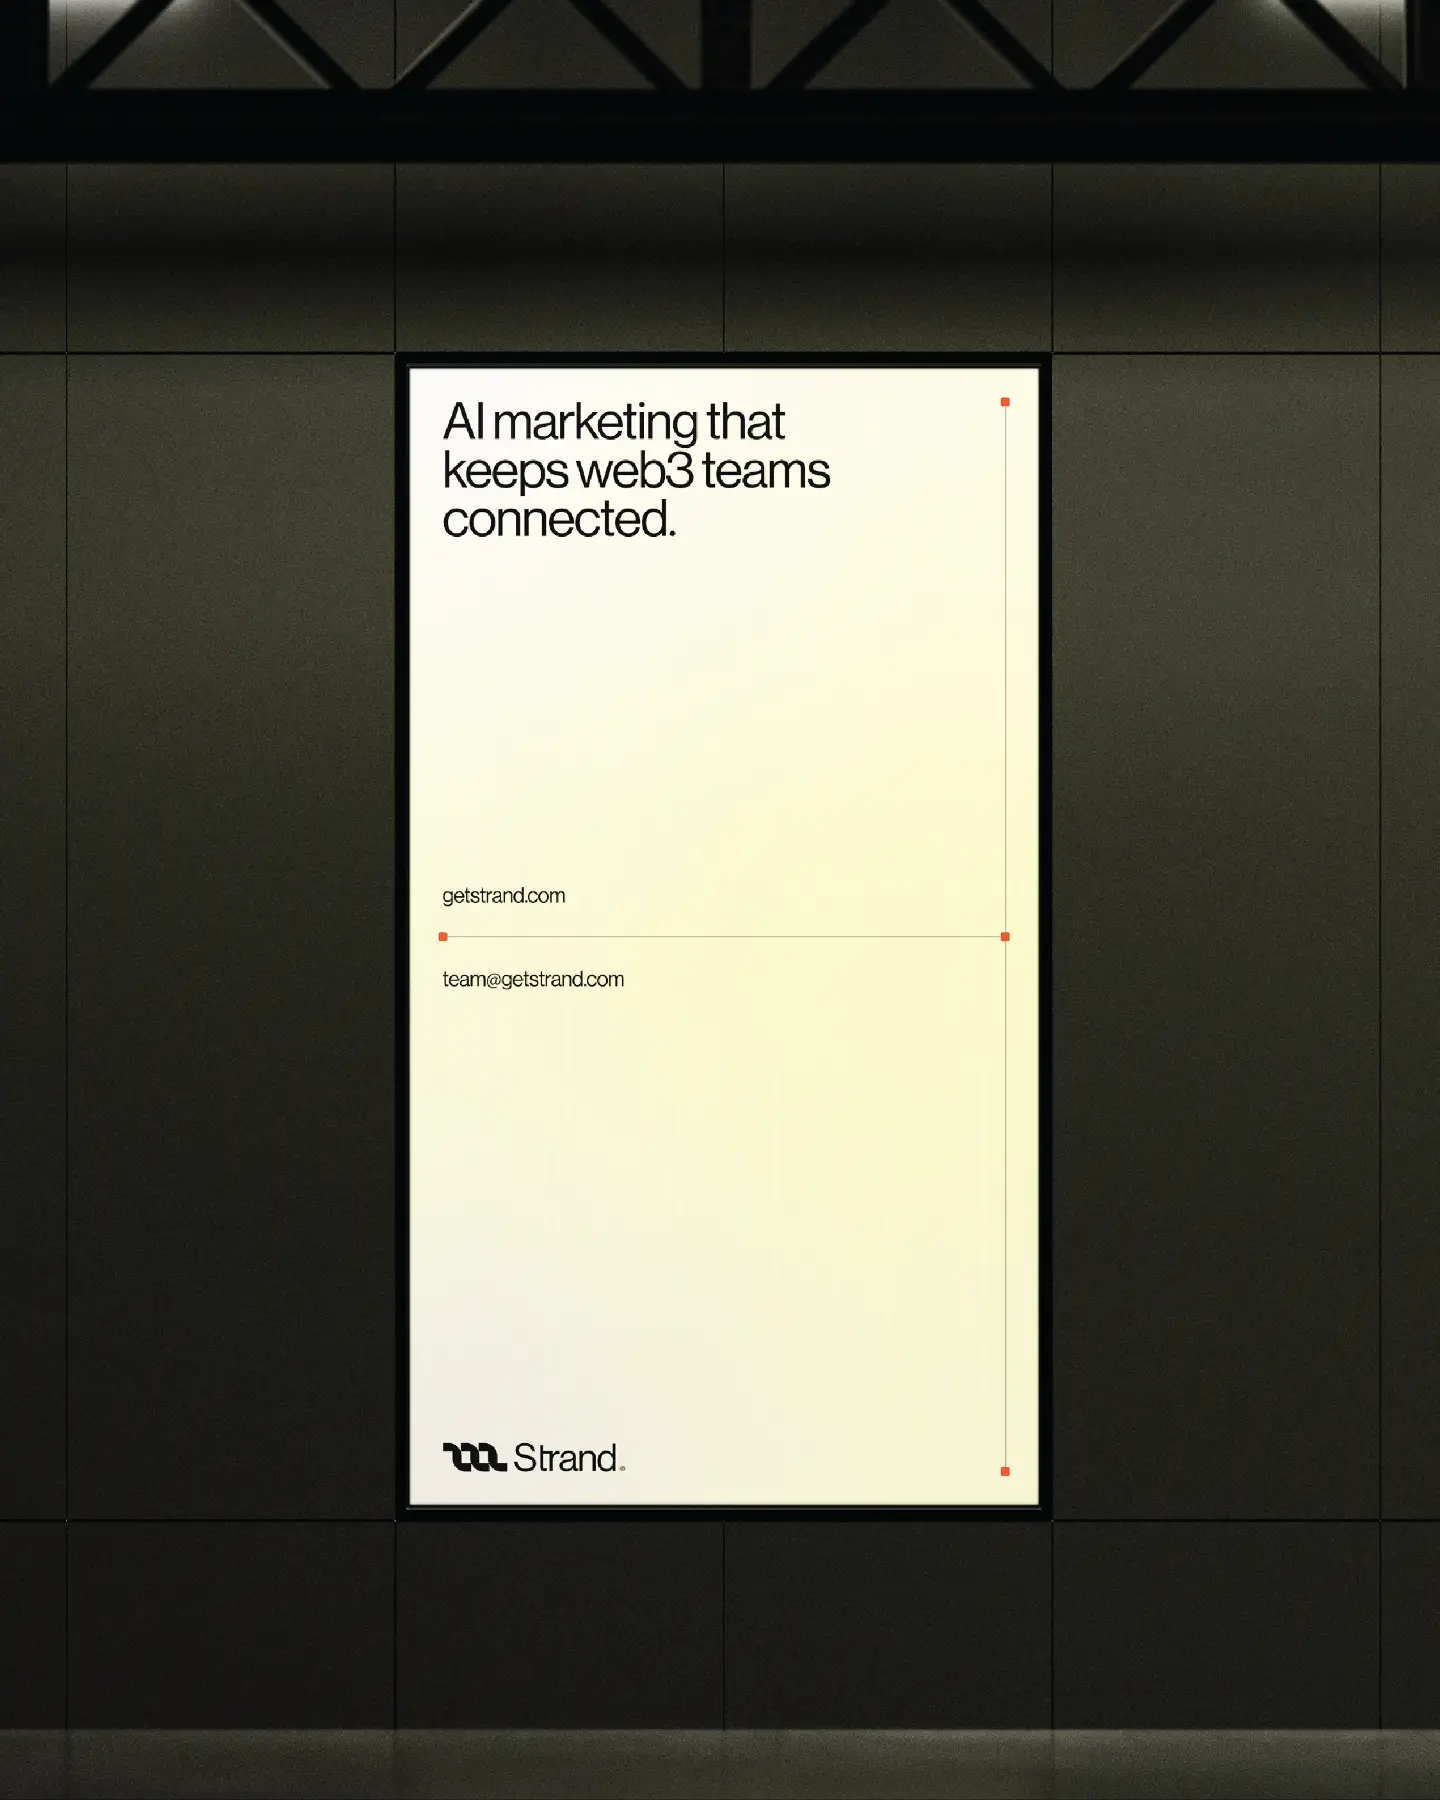 AI marketing that
keeps web3 teams
connected.
getstrand.com
team@getstrand.com
Strand®